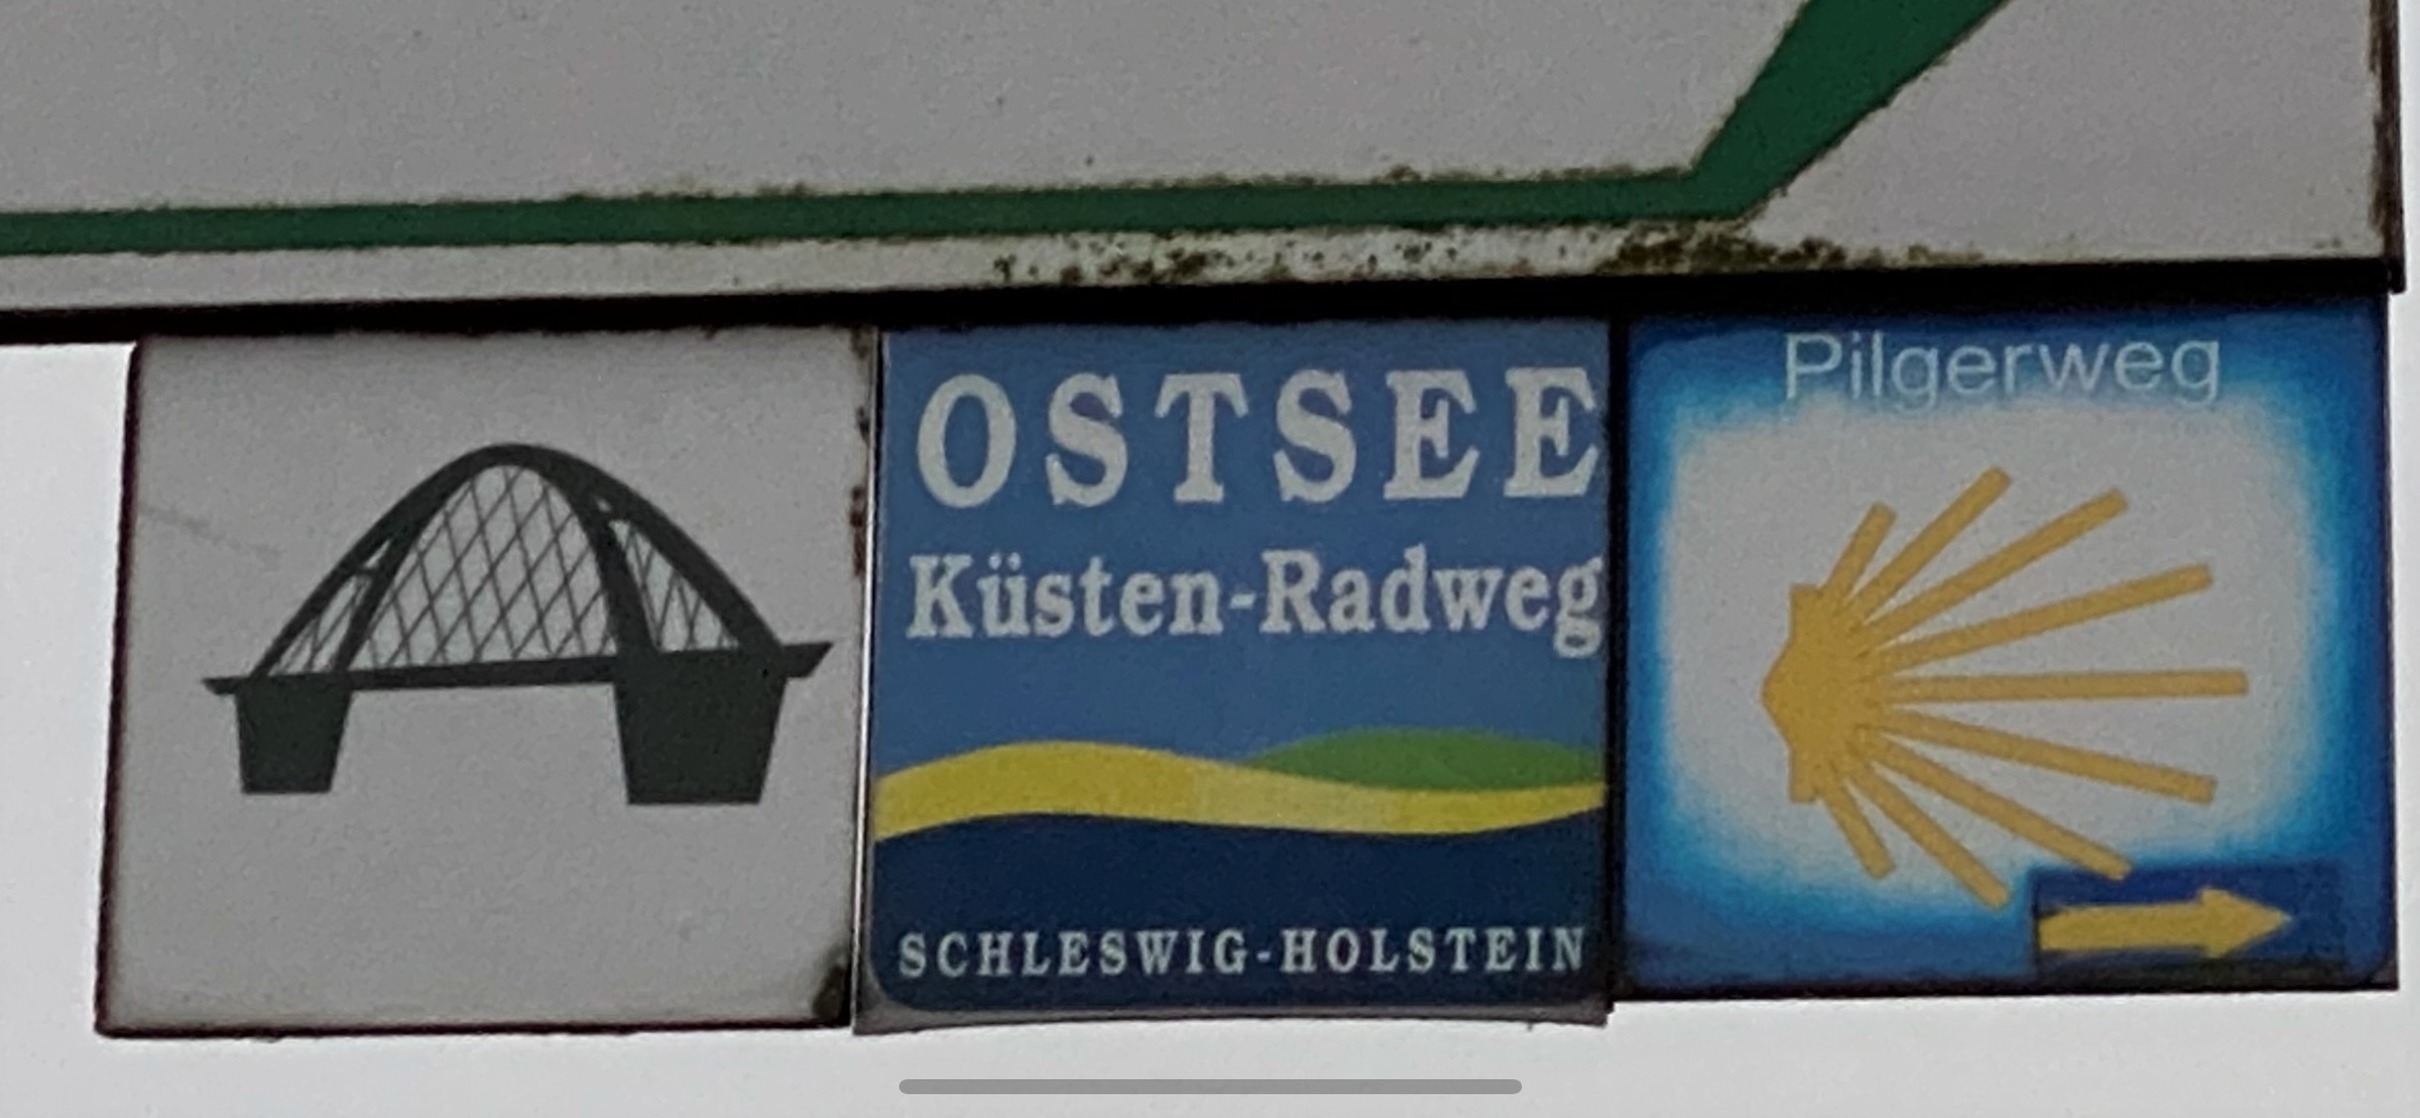 OSTSEE
Küsten-Radweg
SCHLESWIG-HOLSTEIN
Pilgerweg